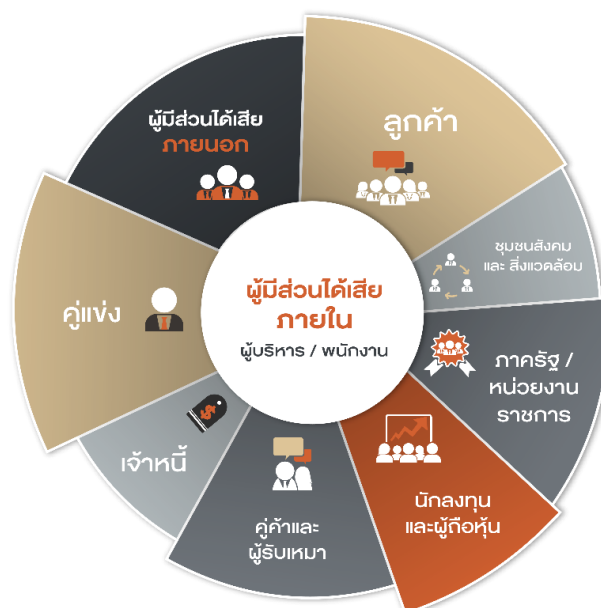 ผู้มีส่วนได้เสีย
ภายนอก
ลูกค้า
ชุมชนสังคม
และ สิ่งแวดล้อม
ภาครัฐ /
หน่วยงาน
ราชการ
นักลงทุน
และผู้ถือหุ้น
คู่ค้าและ
ผู้รับเหมา
เจ้าหนี้
$
คู่แข่ง
ผู้มีส่วนได้เสีย
ภายใน
ผู้บริหาร / พนักงาน